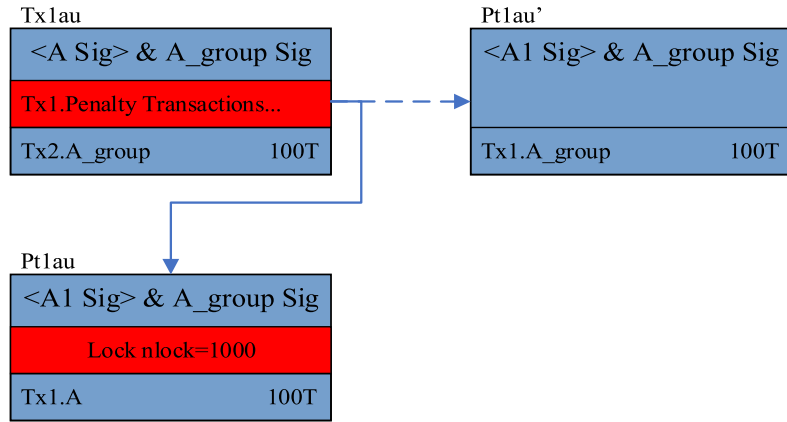 Tx1au
<A Sig> & A_group Sig
Tx1.Penalty Transactions...
Tx2.A_group 100T
Pt1au’
<A1 Sig> & A_group Sig
Tx1.A_group 100T
Pt1au
<A1 Sig> & A_group Sig
Lock nlock=1000
Tx1.A 100T